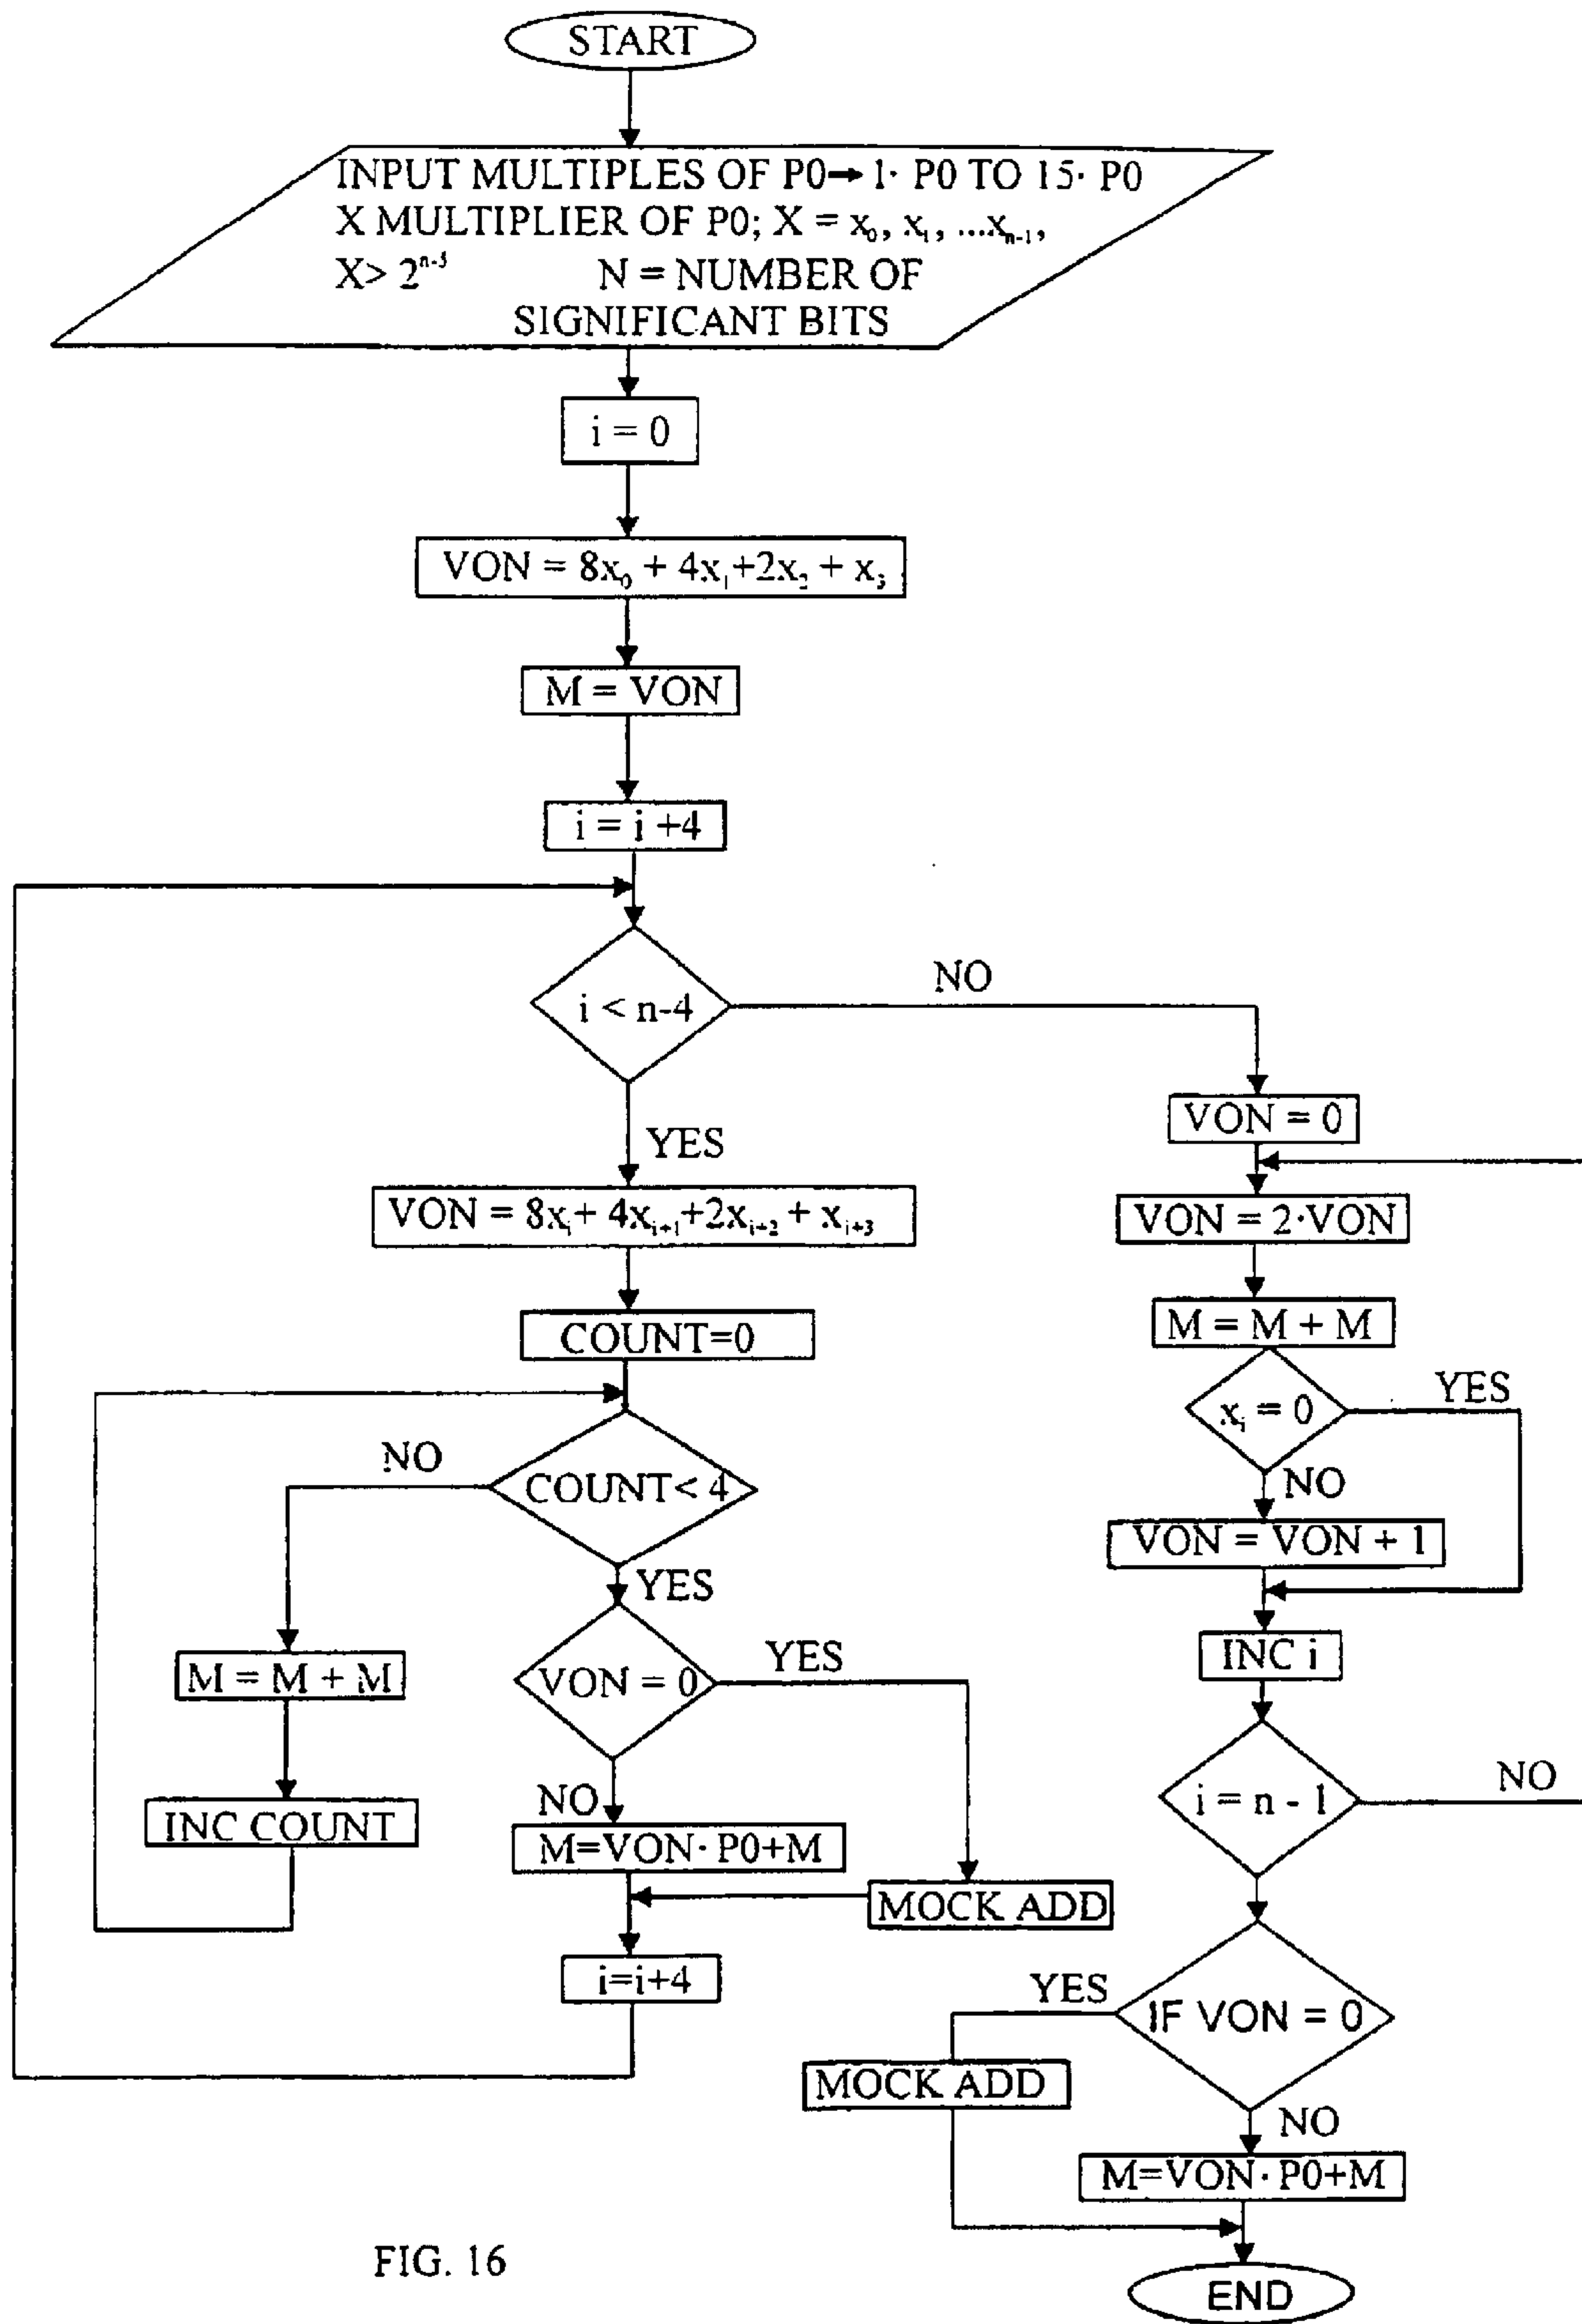 START
INPUT MULTIPLES OF P0→ 1· P0 TO 15· P0
X MULTIPLIER OF P0; X = x₀, x₁, ...xₙ₋₁,
X> 2ⁿ⁻³ N = NUMBER OF
SIGNIFICANT BITS
i = 0
VON = 8x₀ + 4x₁+2x₂ + x₃
M = VON
i = i +4
i < n-4
NO
YES
VON = 0
VON = 8xᵢ+ 4xᵢ₊₁+2xᵢ₊₂ + xᵢ₊₃
VON = 2·VON
COUNT=0
M = M + M
xᵢ = 0
YES
NO
COUNT< 4
NO
YES
VON = VON + 1
INC i
M = M + M
VON = 0
YES
NO
INC COUNT
M=VON· P0+M
MOCK ADD
i=i+4
i = n - 1
NO
IF VON = 0
YES
MOCK ADD
NO
M=VON· P0+M
END
FIG. 16